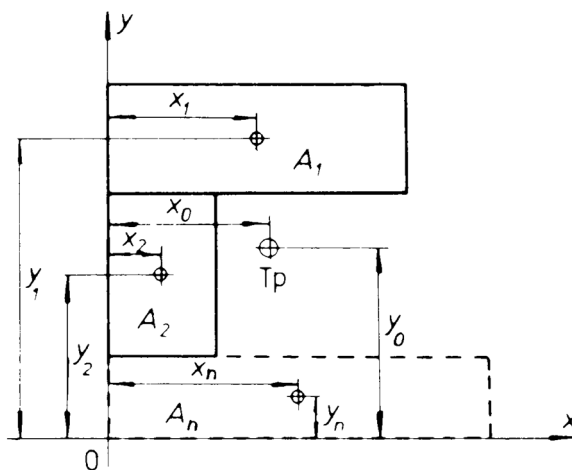 y
x₁
A₁
x₀
x₂
Tp
y₁
A₂
y₀
y₂
xₙ
Aₙ
yₙ
x
0